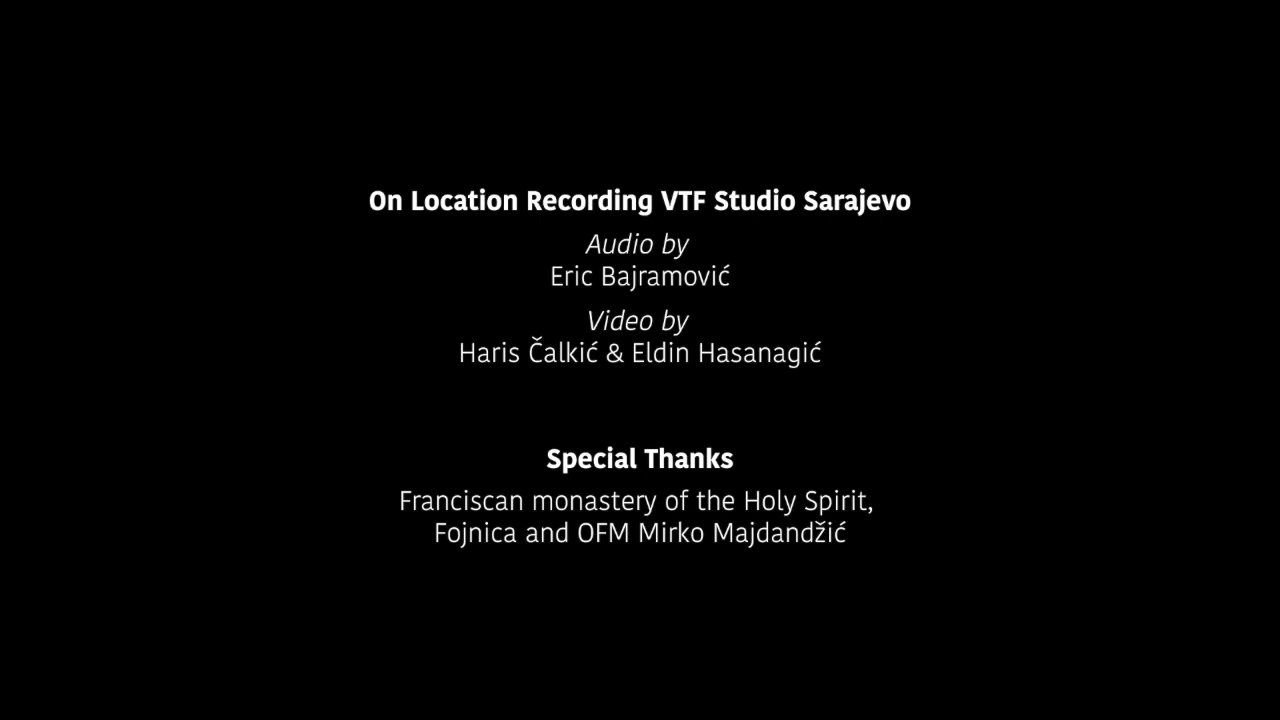 On Location Recording VTF Studio Sarajevo
Audio by
Eric Bajramović
Video by
Haris Čalkić & Eldin Hasanagić
Special Thanks
Franciscan monastery of the Holy Spirit,
Fojnica and OFM Mirko Majdandžić